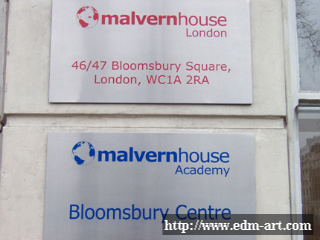 malvernhouse
London
46/47 Bloomsbury Square,
London, WC1A 2RA
malvernhouse
Academy
Bloomsbury Centre
http://www.edm-art.com